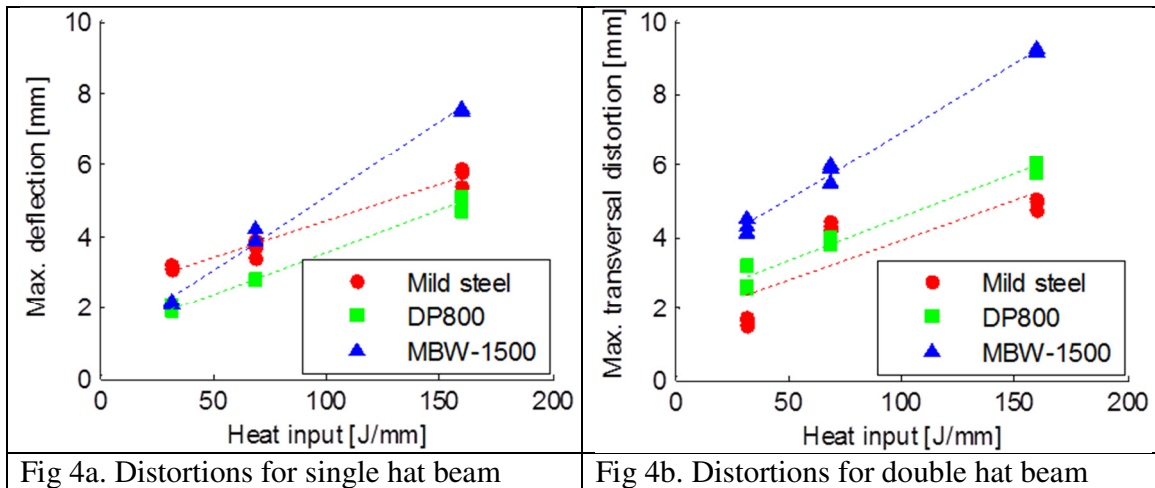 10
8
6
4
2
0
Max. deflection [mm]
Mild steel
DP800
MBW-1500
0 50 100 150 200
Heat input [J/mm]
Fig 4a. Distortions for single hat beam
10
8
6
4
2
0
Max. transversal distortion [mm]
Mild steel
DP800
MBW-1500
0 50 100 150 200
Heat input [J/mm]
Fig 4b. Distortions for double hat beam